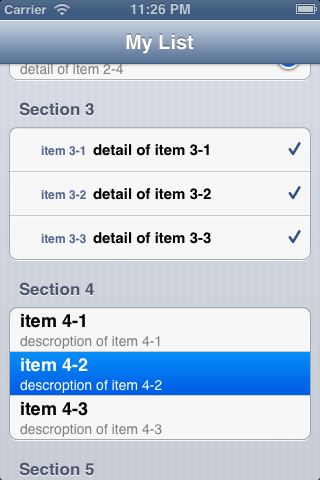 Carrier 11:26 PM
My List
detail of item 2-4
Section 3
item 3-1 detail of item 3-1
item 3-2 detail of item 3-2
item 3-3 detail of item 3-3
Section 4
item 4-1
descroption of item 4-1
item 4-2
descroption of item 4-2
item 4-3
descroption of item 4-3
Section 5